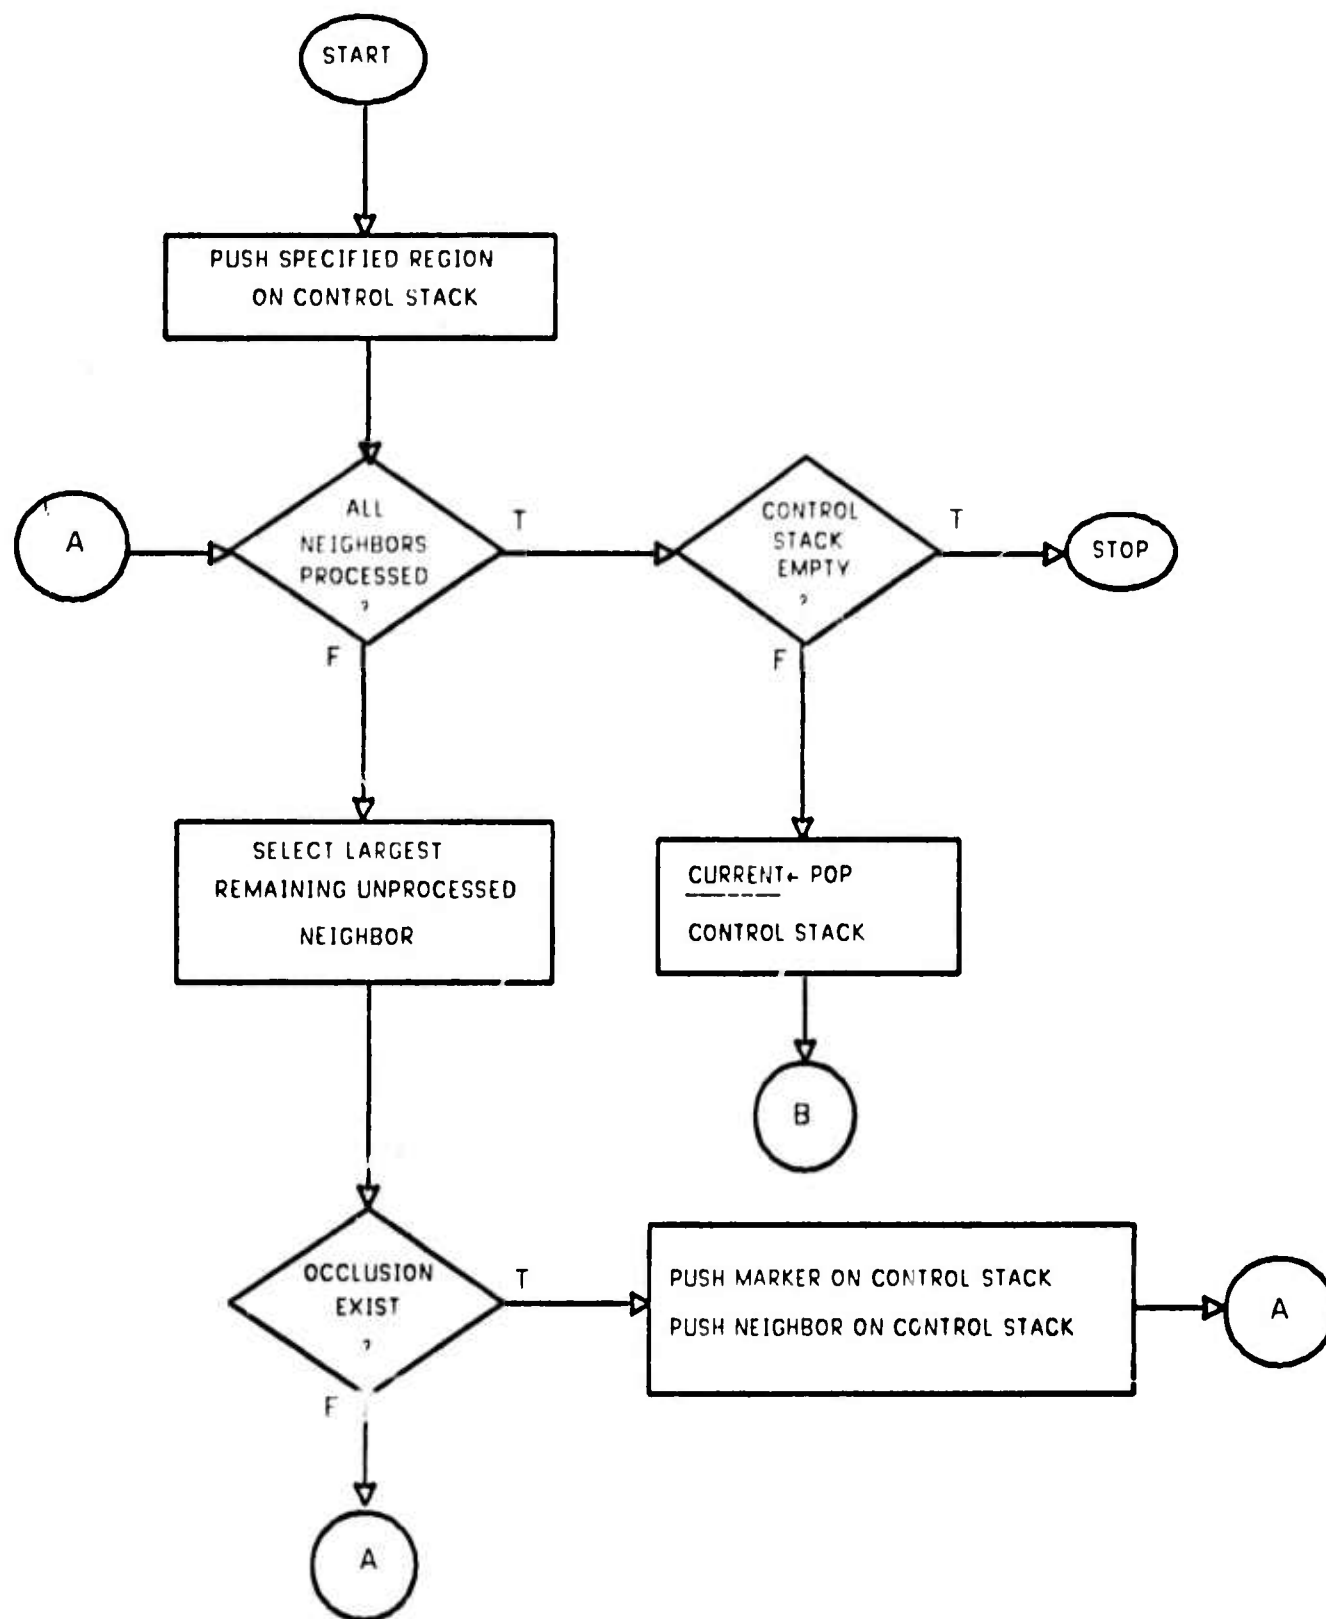 START
PUSH SPECIFIED REGION
ON CONTROL STACK
A
ALL
NEIGHBORS
PROCESSED
?
T
F
CONTROL
STACK
EMPTY
?
T
F
STOP
SELECT LARGEST
REMAINING UNPROCESSED
NEIGHBOR
CURRENT← POP
CONTROL STACK
B
OCCLUSION
EXIST
?
T
F
PUSH MARKER ON CONTROL STACK
PUSH NEIGHBOR ON CONTROL STACK
A
A